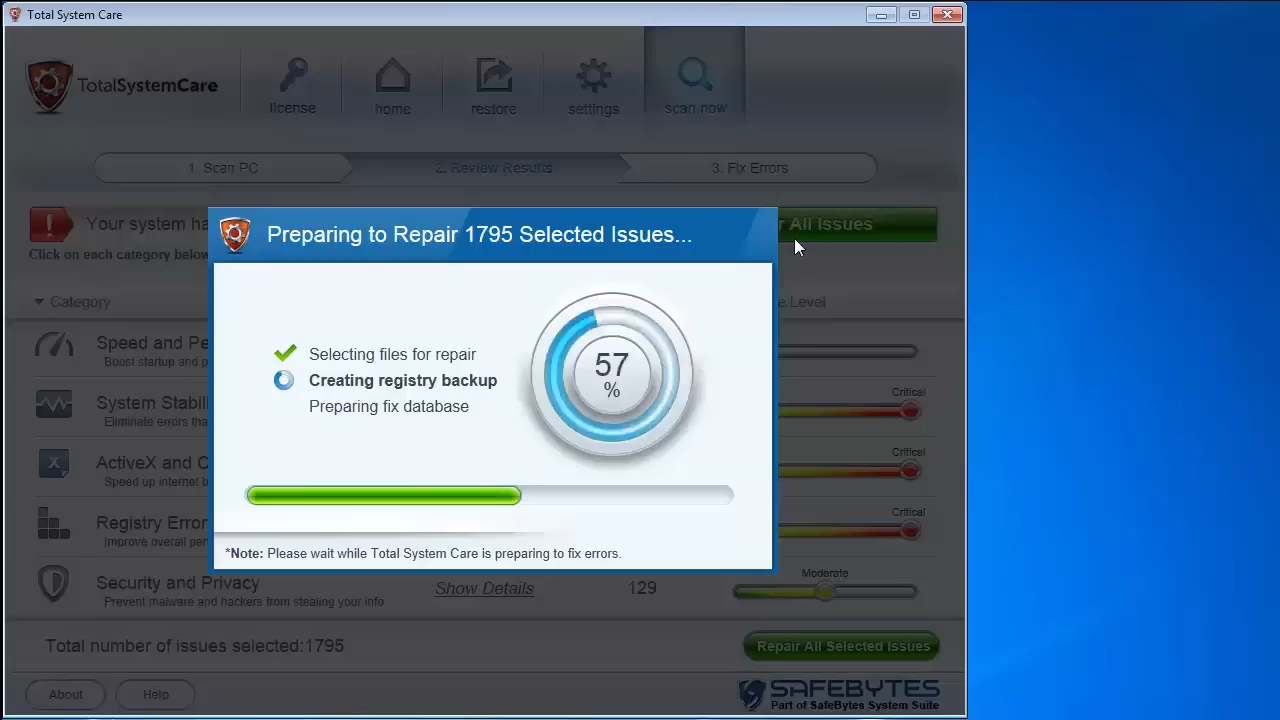 Total System Care
TotalSystemCare
license
home
restore
settings
scan now
1. Scan PC
2. Review Results
3. Fix Errors
Your system ha
r All Issues
Click on each category below
Preparing to Repair 1795 Selected Issues...
Category
e Level
Selecting files for repair
Creating registry backup
Preparing fix database
57
%
Speed and Pe
Boost startup and p
System Stabil
Eliminate errors tha
Critical
ActiveX and C
Speed up internet b
Critical
Registry Error
Improve overall per
Critical
*Note: Please wait while Total System Care is preparing to fix errors.
Security and Privacy
Prevent malware and hackers from stealing your info
Show Details
129
Moderate
Total number of issues selected:1795
Repair All Selected Issues
About
Help
SAFEBYTES
Part of SafeBytes System Suite